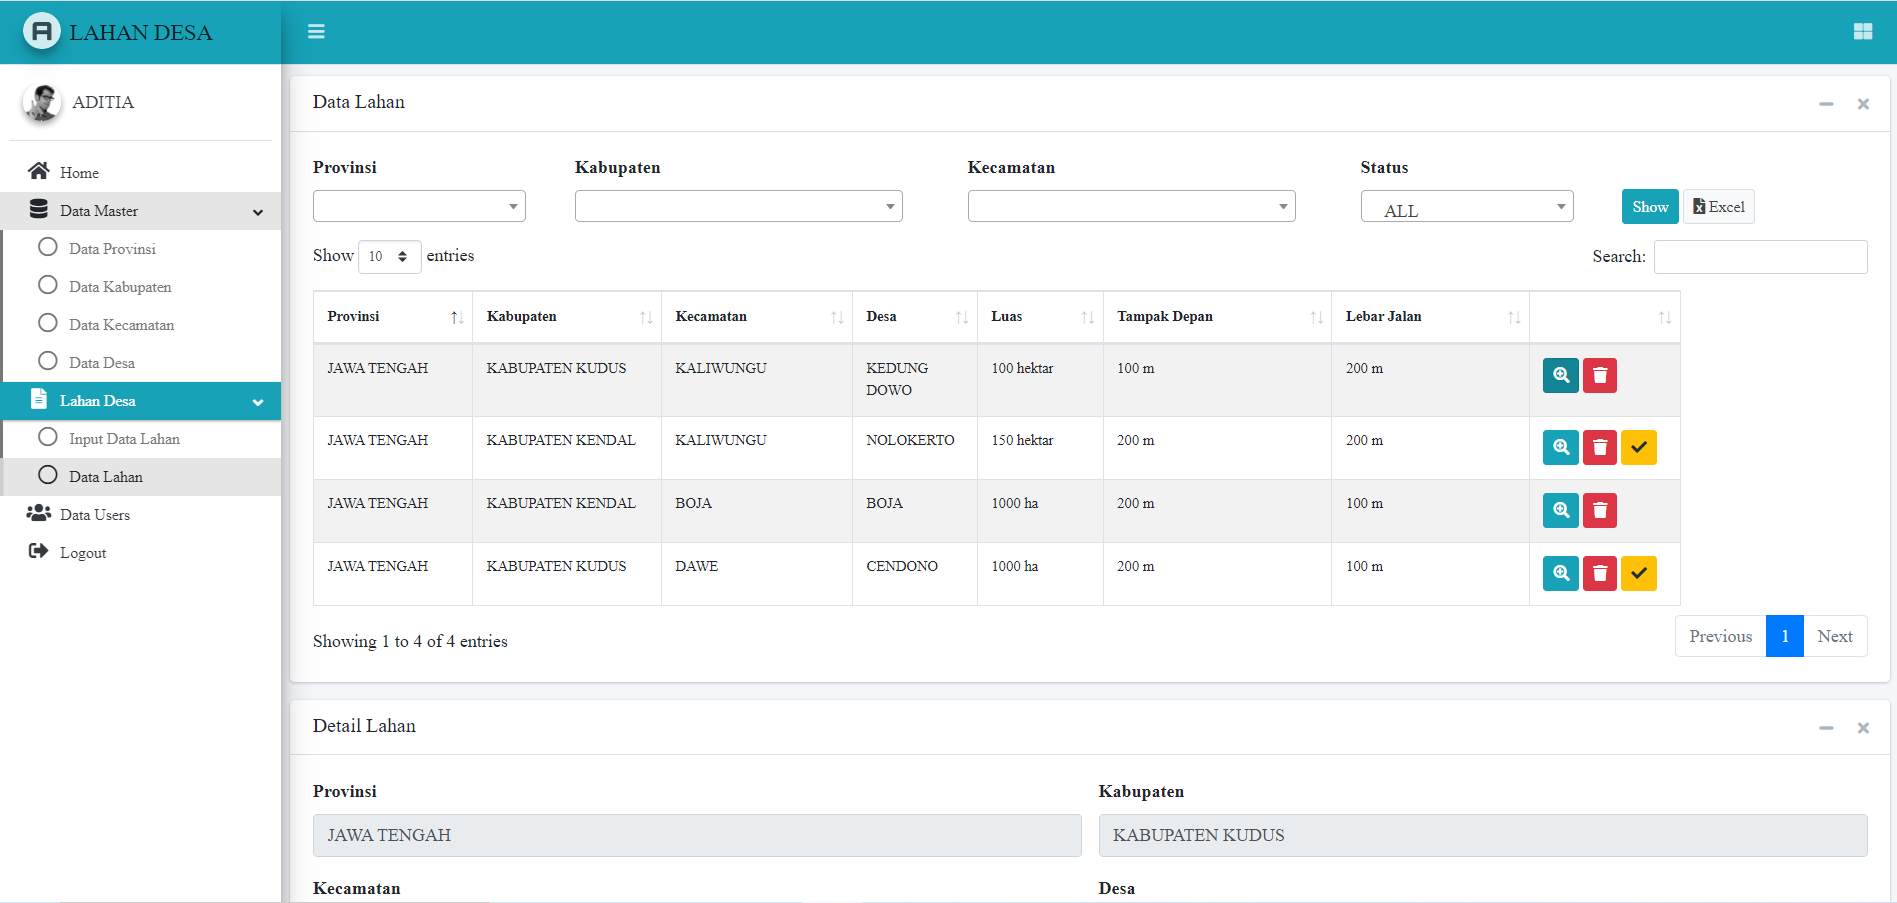 LAHAN DESA
ADITIA
Home
Data Master
Data Provinsi
Data Kabupaten
Data Kecamatan
Data Desa
Lahan Desa
Input Data Lahan
Data Lahan
Data Users
Logout
Data Lahan
Provinsi Kabupaten Kecamatan Status
ALL Show Excel
Show 10 entries Search:
Provinsi Kabupaten Kecamatan Desa Luas Tampak Depan Lebar Jalan
JAWA TENGAH KABUPATEN KUDUS KALIWUNGU KEDUNG 100 hektar 100 m 200 m
DOWO
JAWA TENGAH KABUPATEN KENDAL KALIWUNGU NOLOKERTO 150 hektar 200 m 200 m
JAWA TENGAH KABUPATEN KENDAL BOJA BOJA 1000 ha 200 m 100 m
JAWA TENGAH KABUPATEN KUDUS DAWE CENDONO 1000 ha 200 m 100 m
Showing 1 to 4 of 4 entries Previous 1 Next
Detail Lahan
Provinsi Kabupaten
JAWA TENGAH KABUPATEN KUDUS
Kecamatan Desa